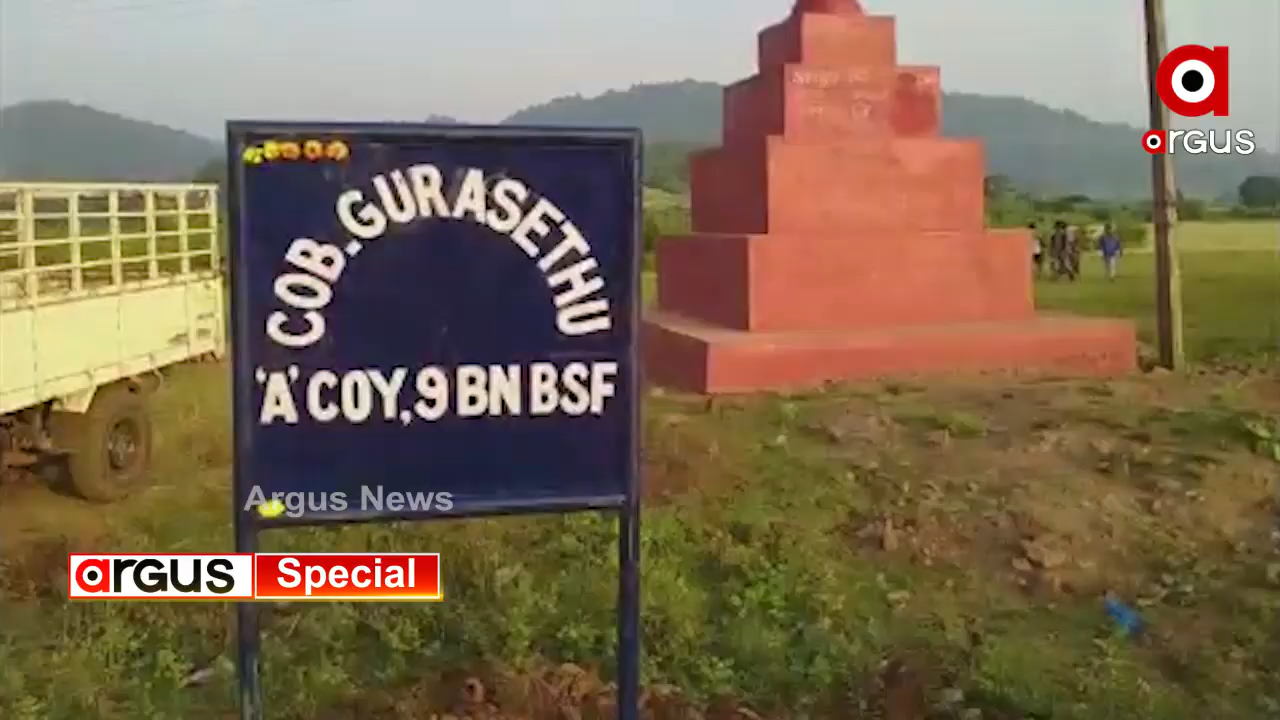 a
argus
COB.GURASETHU
'A' COY, 9 BN BSF
Argus News
argus Special